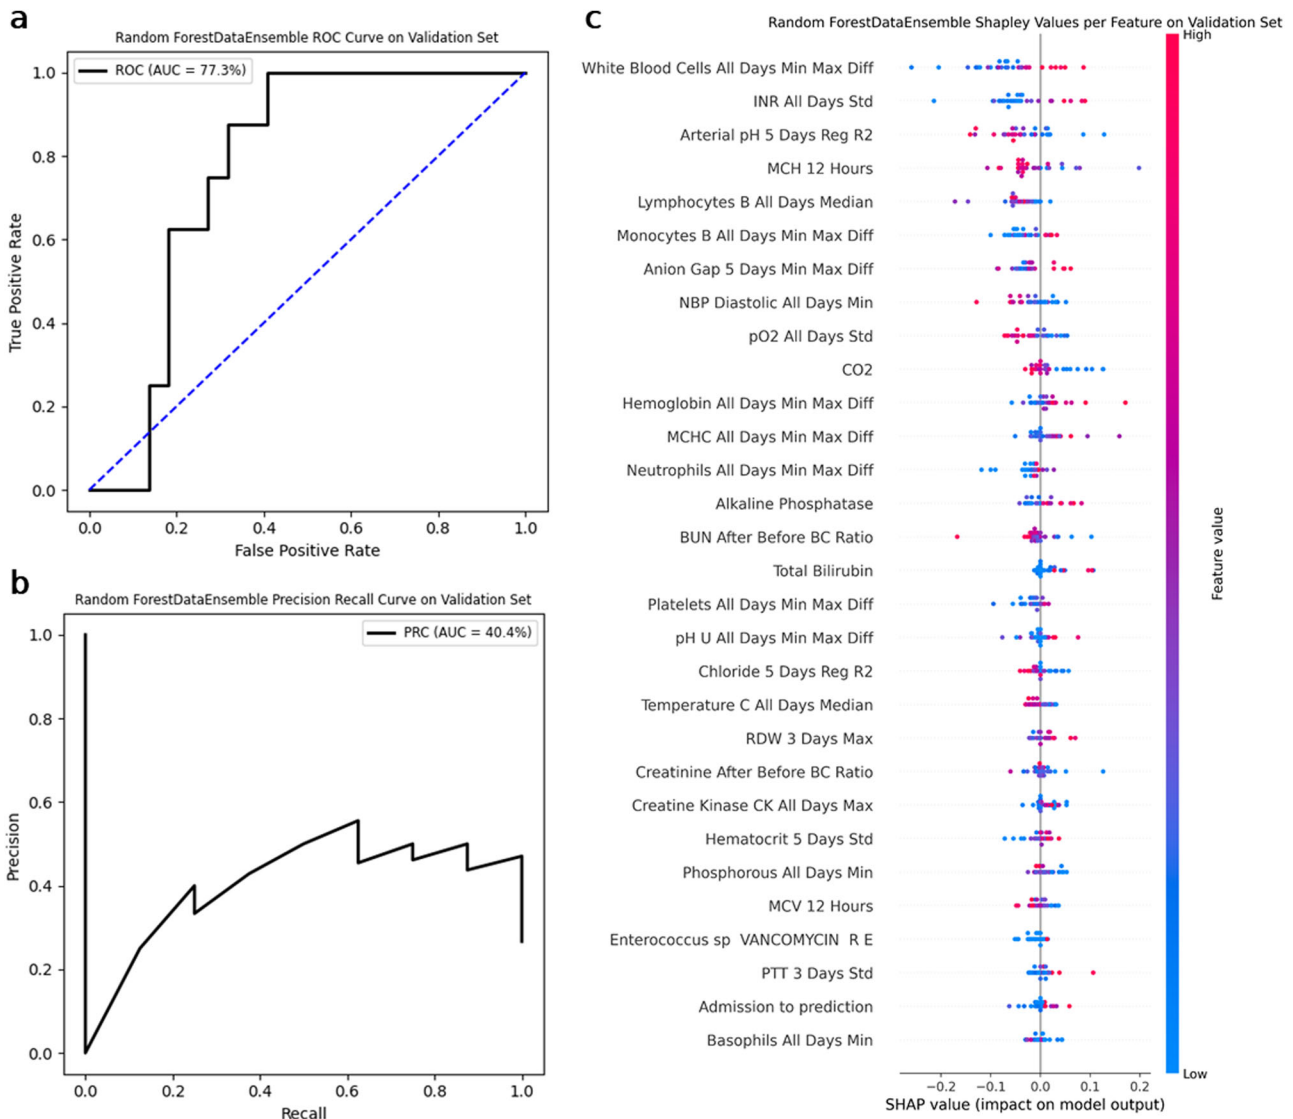 a
Random ForestDataEnsemble ROC Curve on Validation Set
ROC (AUC = 77.3%)
True Positive Rate
1.0
0.8
0.6
0.4
0.2
0.0
0.0 0.2 0.4 0.6 0.8 1.0
False Positive Rate
b
Random ForestDataEnsemble Precision Recall Curve on Validation Set
PRC (AUC = 40.4%)
Precision
1.0
0.8
0.6
0.4
0.2
0.0
0.0 0.2 0.4 0.6 0.8 1.0
Recall
c
Random ForestDataEnsemble Shapley Values per Feature on Validation Set
High
White Blood Cells All Days Min Max Diff
INR All Days Std
Arterial pH 5 Days Reg R2
MCH 12 Hours
Lymphocytes B All Days Median
Monocytes B All Days Min Max Diff
Anion Gap 5 Days Min Max Diff
NBP Diastolic All Days Min
pO2 All Days Std
CO2
Hemoglobin All Days Min Max Diff
MCHC All Days Min Max Diff
Neutrophils All Days Min Max Diff
Alkaline Phosphatase
BUN After Before BC Ratio
Total Bilirubin
Platelets All Days Min Max Diff
pH U All Days Min Max Diff
Chloride 5 Days Reg R2
Temperature C All Days Median
RDW 3 Days Max
Creatinine After Before BC Ratio
Creatine Kinase CK All Days Max
Hematocrit 5 Days Std
Phosphorous All Days Min
MCV 12 Hours
Enterococcus sp  VANCOMYCIN  R E
PTT 3 Days Std
Admission to prediction
Basophils All Days Min
Feature value
Low
−0.2 −0.1 0.0 0.1 0.2
SHAP value (impact on model output)